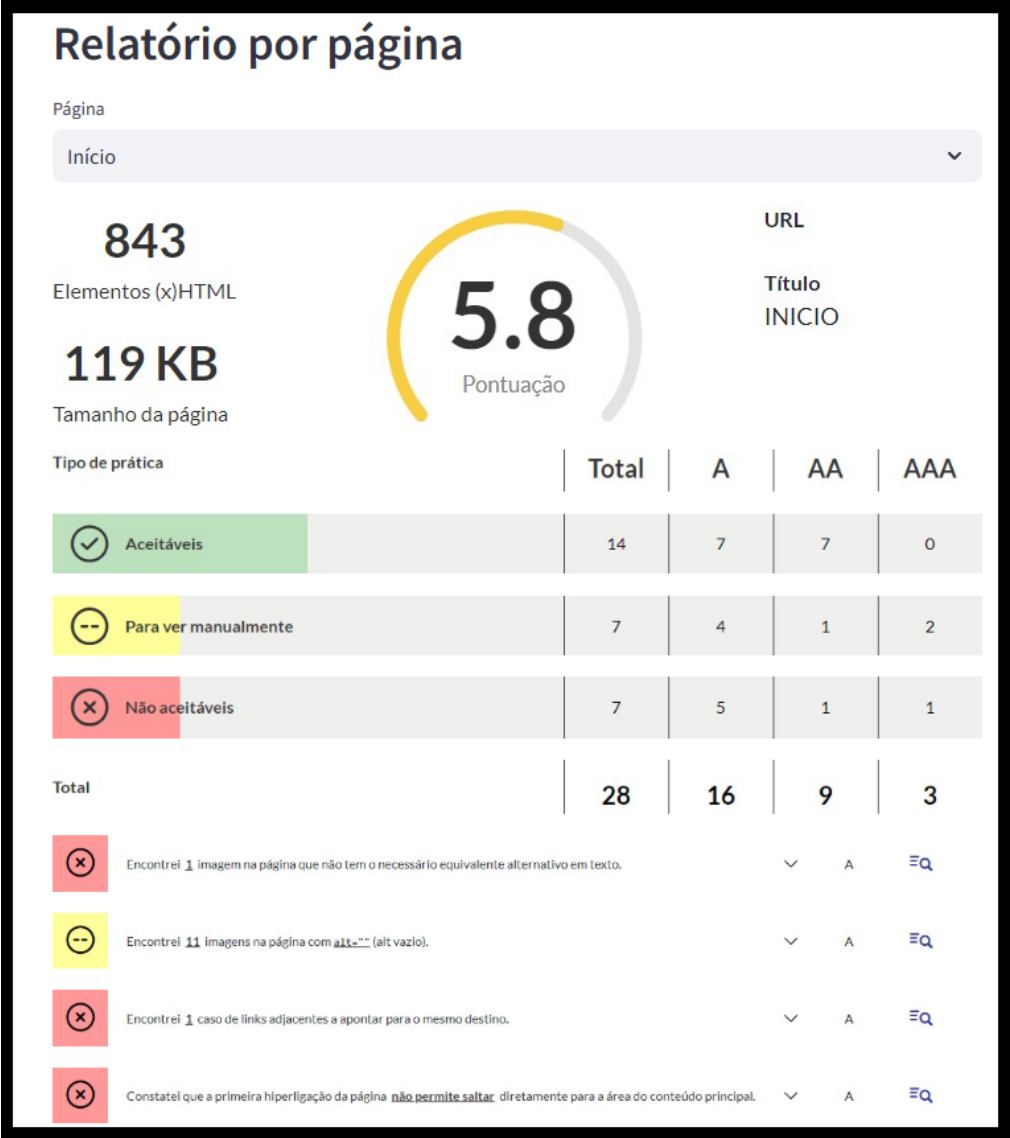 Relatório por página
Página
Início
843
Elementos (x)HTML
119 KB
Tamanho da página
5.8
Pontuação
URL
Título
INICIO
Tipo de prática Total A AA AAA
Aceitáveis 14 7 7 0
Para ver manualmente 7 4 1 2
Não aceitáveis 7 5 1 1
Total 28 16 9 3
Encontrei 1 imagem na página que não tem o necessário equivalente alternativo em texto. A
Encontrei 11 imagens na página com alt="" (alt vazio). A
Encontrei 1 caso de links adjacentes a apontar para o mesmo destino. A
Constatei que a primeira hiperligação da página não permite saltar diretamente para a área do conteúdo principal. A